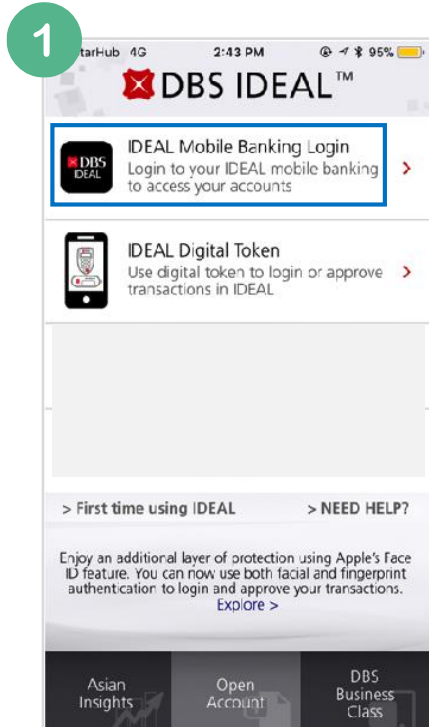 1
tarHub 4G 2:43 PM 95%
DBS IDEAL™
IDEAL Mobile Banking Login
Login to your IDEAL mobile banking
to access your accounts
DBS
IDEAL
IDEAL Digital Token
Use digital token to login or approve
transactions in IDEAL
> First time using IDEAL > NEED HELP?
Enjoy an additional layer of protection using Apple's Face
ID feature. You can now use both facial and fingerprint
authentication to login and approve your transactions.
Explore >
Asian
Insights
Open
Account
DBS
Business
Class